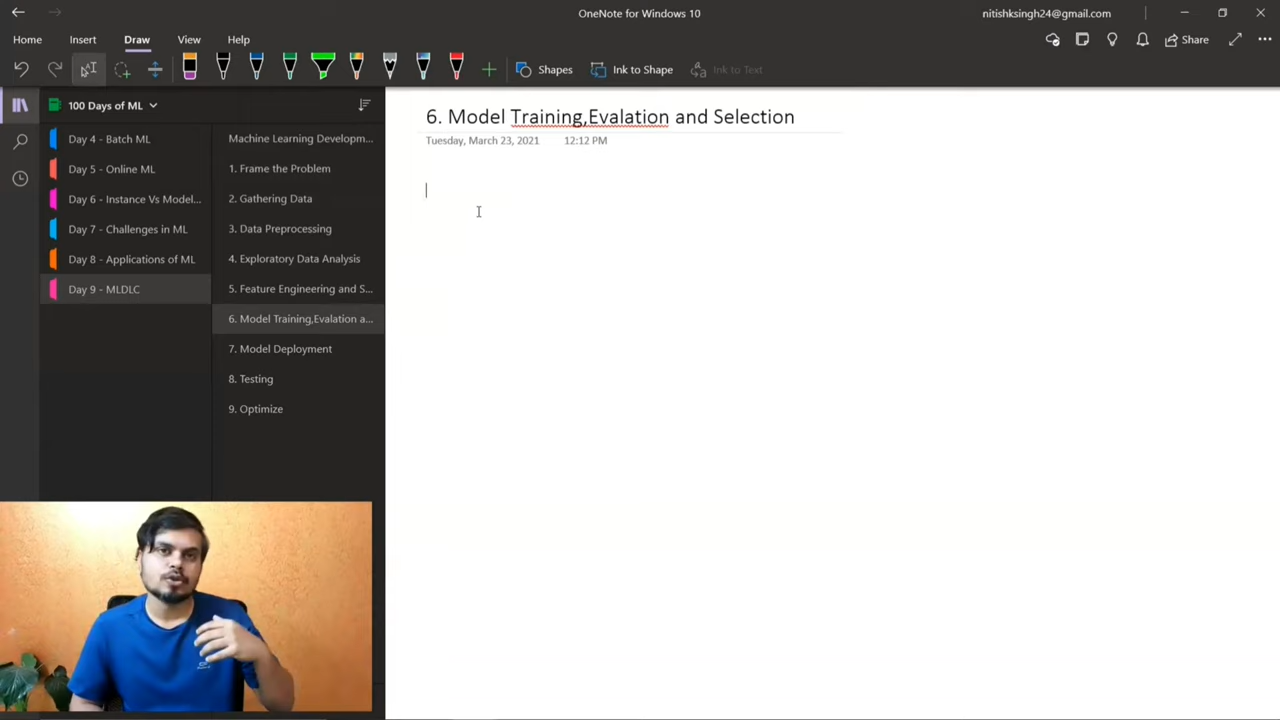 OneNote for Windows 10
nitishksingh24@gmail.com
Home
Insert
Draw
View
Help
Share
Shapes
Ink to Shape
Ink to Text
100 Days of ML
Day 4 - Batch ML
Day 5 - Online ML
Day 6 - Instance Vs Model...
Day 7 - Challenges in ML
Day 8 - Applications of ML
Day 9 - MLDLC
Machine Learning Developm...
1. Frame the Problem
2. Gathering Data
3. Data Preprocessing
4. Exploratory Data Analysis
5. Feature Engineering and S...
6. Model Training,Evalation a...
7. Model Deployment
8. Testing
9. Optimize
6. Model Training,Evalation and Selection
Tuesday, March 23, 2021 12:12 PM